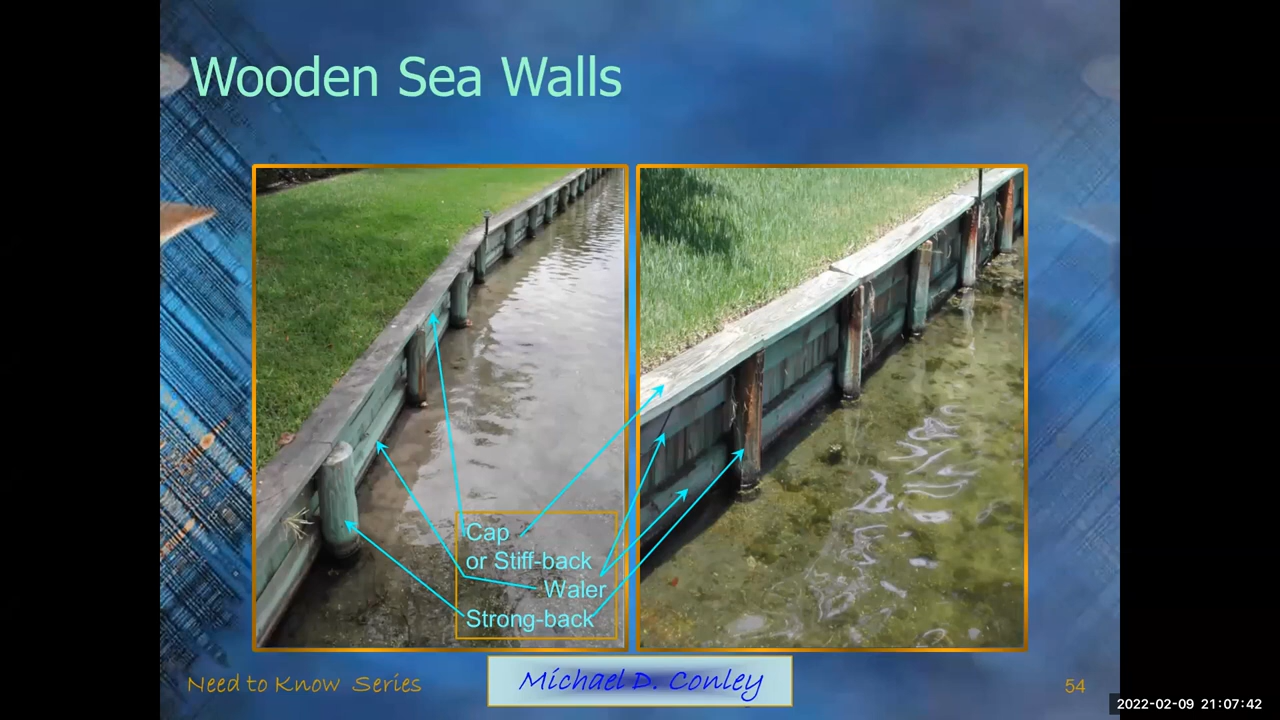 Wooden Sea Walls
Cap
or Stiff-back
Waler
Strong-back
Need to Know Series
Michael D. Conley
54
2022-02-09 21:07:42